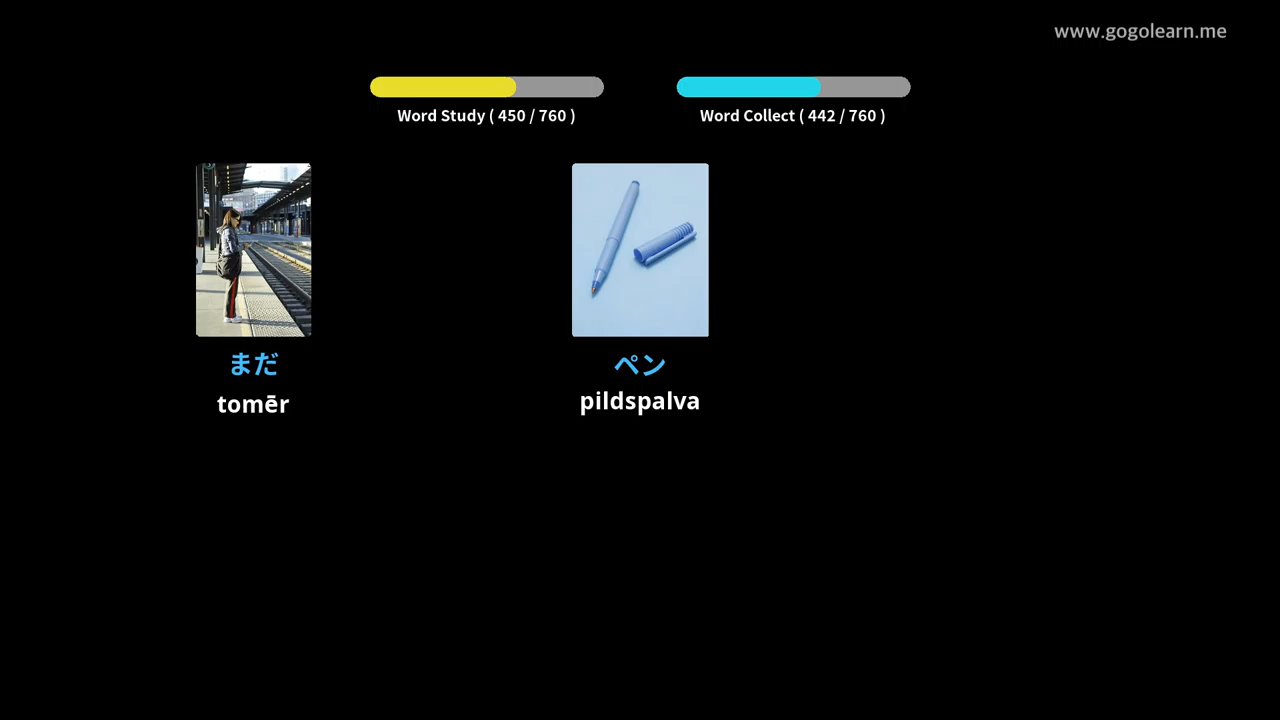 www.gogolearn.me
Word Study ( 450 / 760 )
Word Collect ( 442 / 760 )
まだ
tomēr
ペン
pildspalva